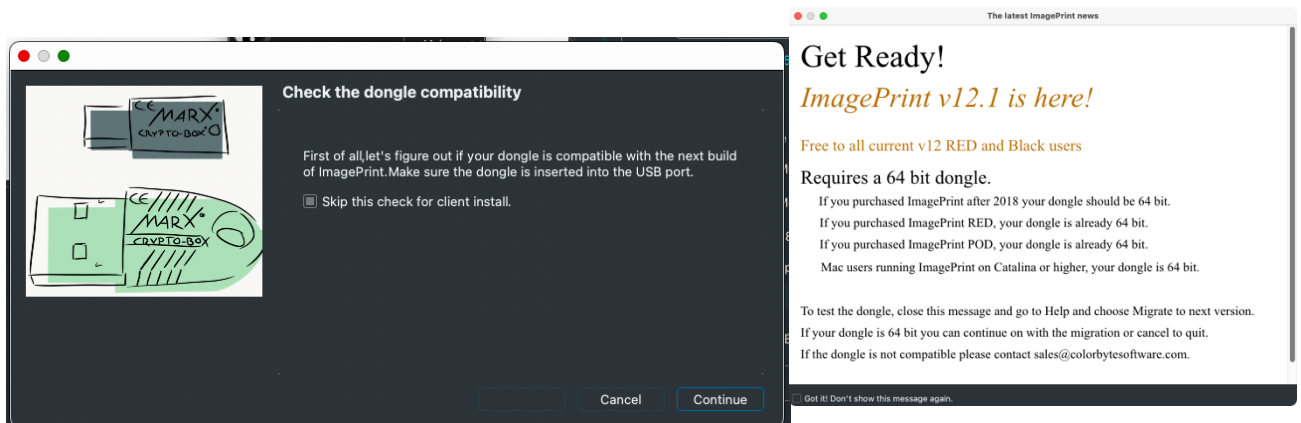 Check the dongle compatibility
First of all,let's figure out if your dongle is compatible with the next build
of ImagePrint.Make sure the dongle is inserted into the USB port.
Skip this check for client install.
CE MARX
CRYPTO-BOX
CE
MARX
CRYPTO-BOX
Cancel
Continue
The latest ImagePrint news
Get Ready!
ImagePrint v12.1 is here!
Free to all current v12 RED and Black users
Requires a 64 bit dongle.
If you purchased ImagePrint after 2018 your dongle should be 64 bit.
If you purchased ImagePrint RED, your dongle is already 64 bit.
If you purchased ImagePrint POD, your dongle is already 64 bit.
Mac users running ImagePrint on Catalina or higher, your dongle is 64 bit.
To test the dongle, close this message and go to Help and choose Migrate to next version.
If your dongle is 64 bit you can continue on with the migration or cancel to quit.
If the dongle is not compatible please contact sales@colorbytesoftware.com.
Got it! Don't show this message again.